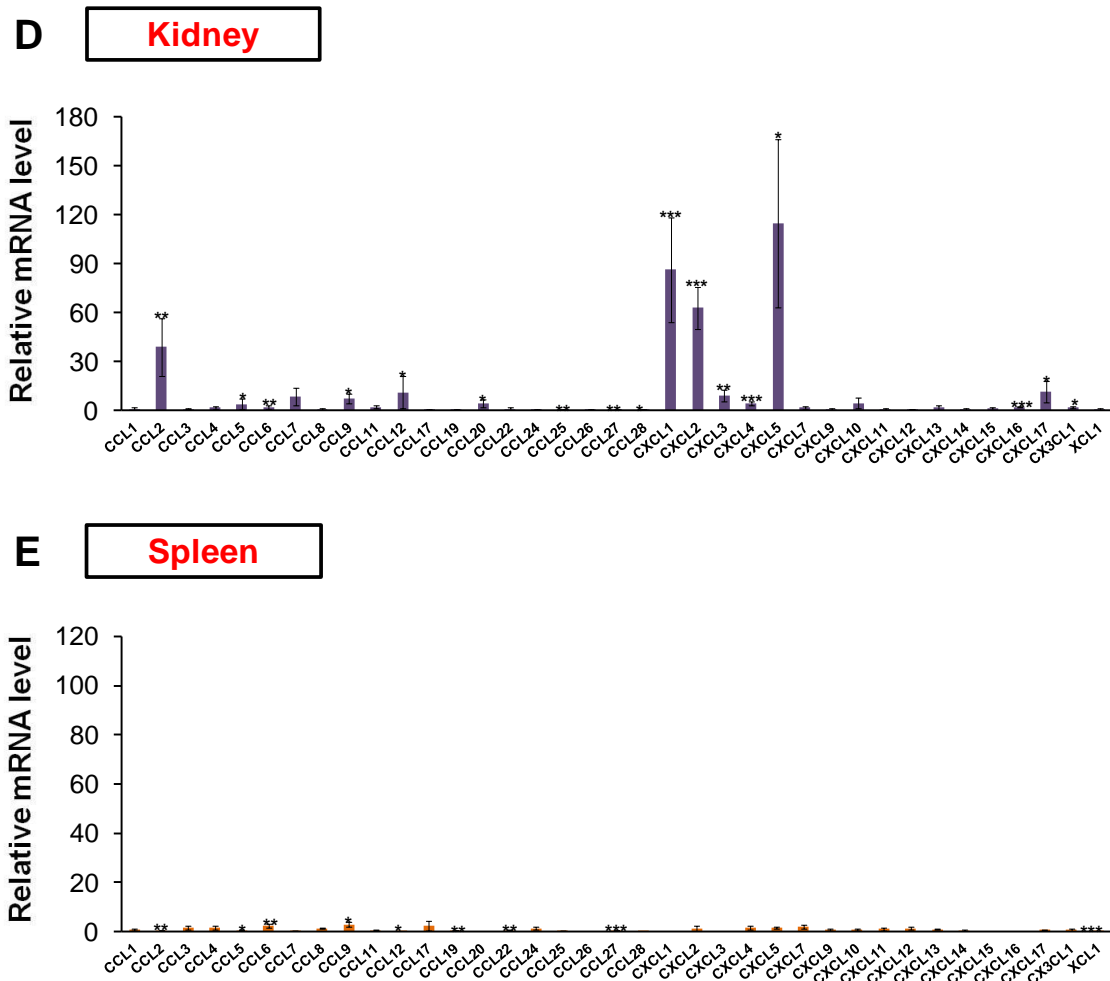 D
Kidney
Relative mRNA level
180
150
120
90
60
30
0
** * ** * * * ** ** * *** *** ** *** * *** * *
CCL1 CCL2 CCL3 CCL4 CCL5 CCL6 CCL7 CCL8 CCL9 CCL11 CCL12 CCL17 CCL19 CCL20 CCL22 CCL24 CCL25 CCL26 CCL27 CCL28 CXCL1 CXCL2 CXCL3 CXCL4 CXCL5 CXCL7 CXCL9 CXCL10 CXCL11 CXCL12 CXCL13 CXCL14 CXCL15 CXCL16 CXCL17 CX3CL1 XCL1
E
Spleen
Relative mRNA level
120
100
80
60
40
20
0
** * ** * * ** ** *** ***
CCL1 CCL2 CCL3 CCL4 CCL5 CCL6 CCL7 CCL8 CCL9 CCL11 CCL12 CCL17 CCL19 CCL20 CCL22 CCL24 CCL25 CCL26 CCL27 CCL28 CXCL1 CXCL2 CXCL3 CXCL4 CXCL5 CXCL7 CXCL9 CXCL10 CXCL11 CXCL12 CXCL13 CXCL14 CXCL15 CXCL16 CXCL17 CX3CL1 XCL1